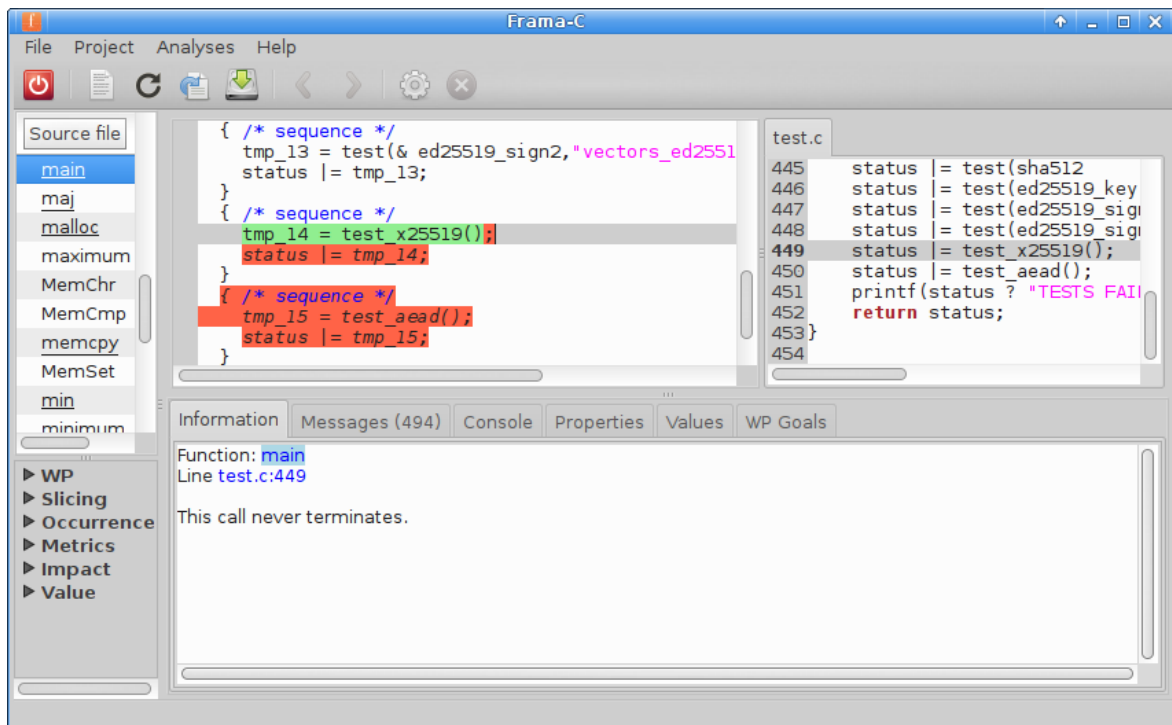 Frama-C
File Project Analyses Help
Source file
main
maj
malloc
maximum
MemChr
MemCmp
memcpy
MemSet
min
minimum
WP
Slicing
Occurrence
Metrics
Impact
Value
{ /* sequence */
tmp_13 = test(& ed25519_sign2,"vectors_ed2551
status |= tmp_13;
}
{ /* sequence */
tmp_14 = test_x25519();
status |= tmp_14;
}
{ /* sequence */
tmp_15 = test_aead();
status |= tmp_15;
}
test.c
445 status |= test(sha512
446 status |= test(ed25519_key
447 status |= test(ed25519_sig
448 status |= test(ed25519_sig
449 status |= test_x25519();
450 status |= test_aead();
451 printf(status ? "TESTS FAI
452 return status;
453 }
454
Information Messages (494) Console Properties Values WP Goals
Function: main
Line test.c:449
This call never terminates.